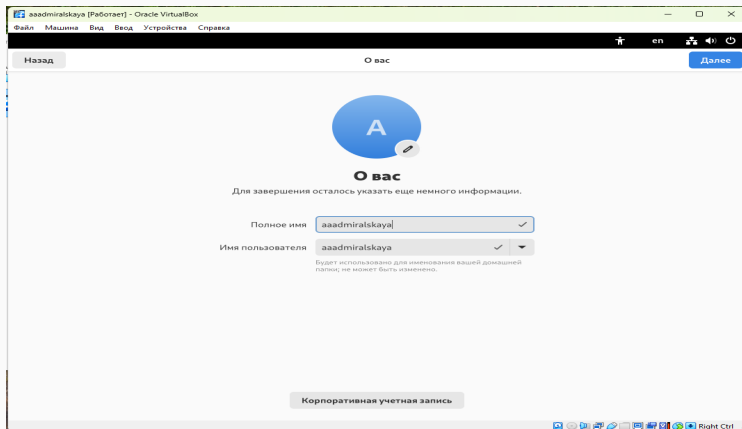 aaadmiralskaya [Работает] - Oracle VirtualBox
Файл Машина Вид Ввод Устройства Справка
en
Назад О вас Далее
A
О вас
Для завершения осталось указать еще немного информации.
Полное имя aaadmiralskaya
Имя пользователя aaadmiralskaya
Будет использовано для именования вашей домашней
папки; не может быть изменено.
Корпоративная учетная запись
Right Ctrl